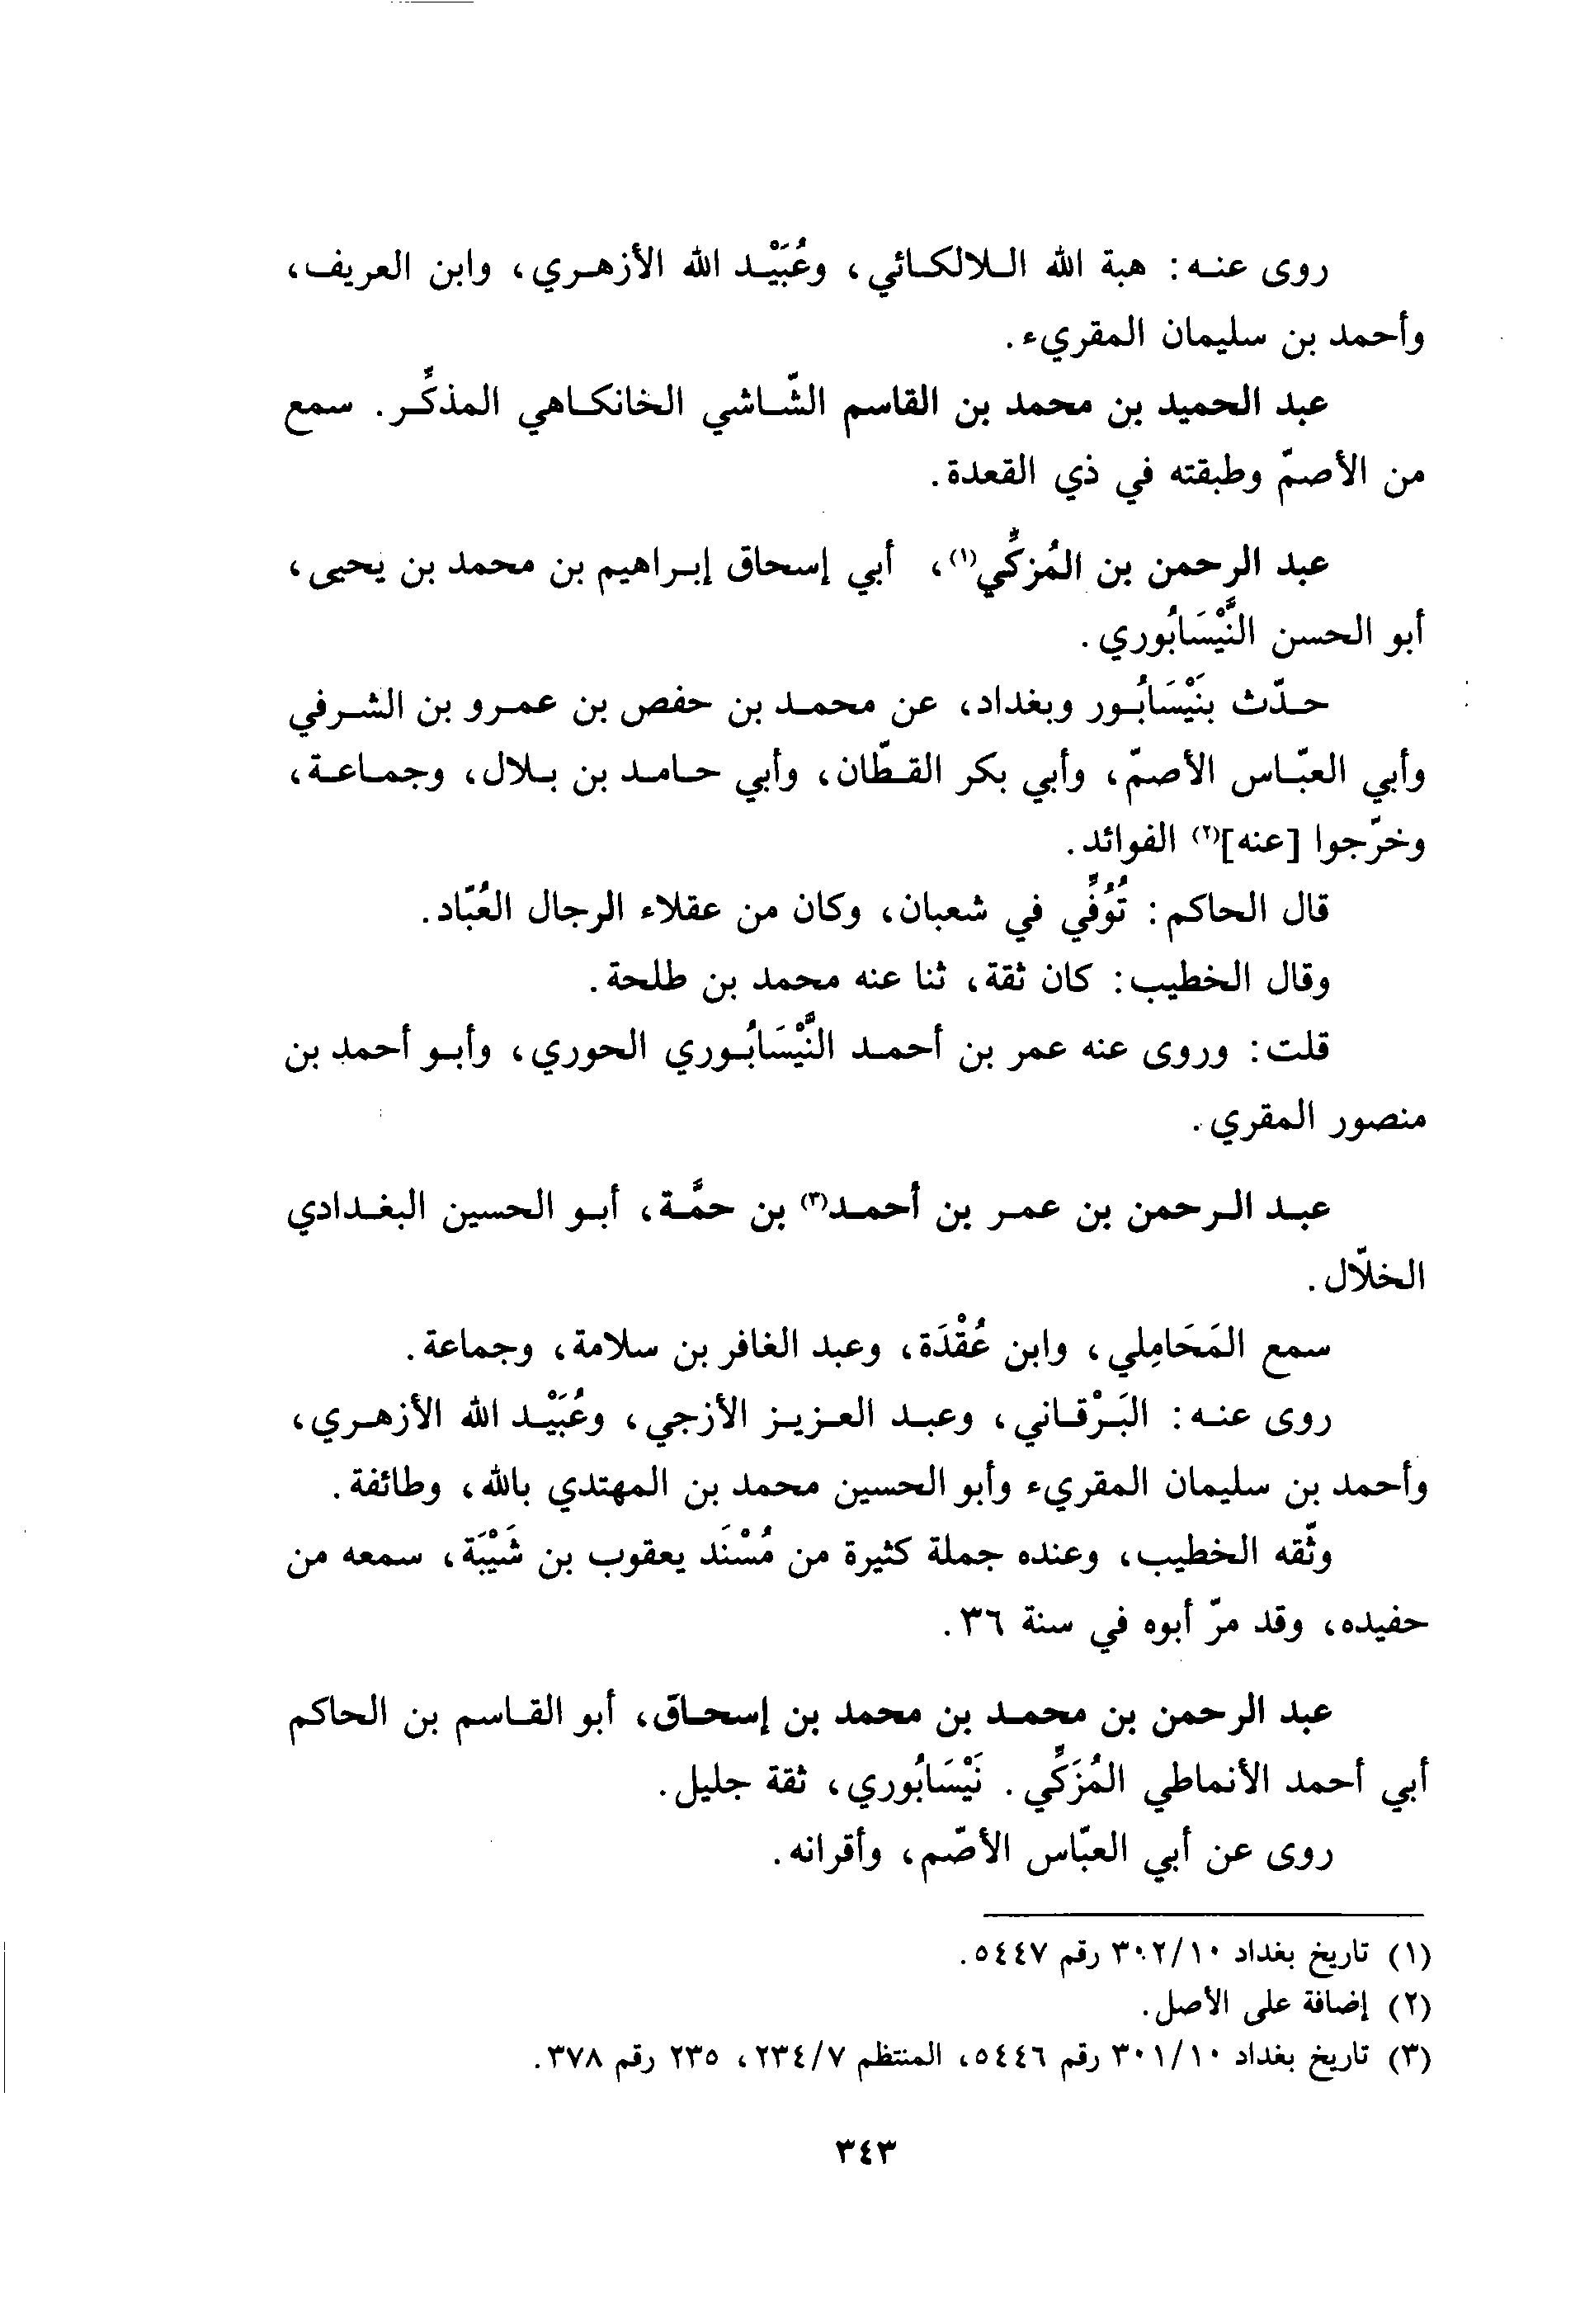 روى عنه: هبة الله اللالكائي، وعُبَيْد الله الأزهري، وابن العريف،
وأحمد بن سليمان المقريء.
عبد الحميد بن محمد بن القاسم الشّاشي الخانكاهي المذكِّر. سمع
من الأصمّ وطبقته في ذي القعدة.
عبد الرحمن بن المُزكِّي(١)، أبي إسحاق إبراهيم بن محمد بن يحيى،
أبو الحسن النَّيْسَابُوري.
حدّث بنَيْسَابُور وبغداد، عن محمد بن حفص بن عمرو بن الشرفي
وأبي العبّاس الأصمّ، وأبي بكر القطّان، وأبي حامد بن بلال، وجماعة،
وخرّجوا [عنه](٢) الفوائد.
قال الحاكم: تُوُفِّي في شعبان، وكان من عقلاء الرجال العُبّاد.
وقال الخطيب: كان ثقة، ثنا عنه محمد بن طلحة.
قلت: وروى عنه عمر بن أحمد النَّيْسَابُوري الحوري، وأبو أحمد بن
منصور المقري.
عبد الرحمن بن عمر بن أحمد(٣) بن حمَّة، أبو الحسين البغدادي
الخلاّل.
سمع المَحَامِلي، وابن عُقْدَة، وعبد الغافر بن سلامة، وجماعة.
روى عنه: البَرْقاني، وعبد العزيز الأزجي، وعُبَيْد الله الأزهري،
وأحمد بن سليمان المقريء وأبو الحسين محمد بن المهتدي بالله، وطائفة.
وثّقه الخطيب، وعنده جملة كثيرة من مُسْنَد يعقوب بن شَيْبَة، سمعه من
حفيده، وقد مرّ أبوه في سنة ٣٦.
عبد الرحمن بن محمد بن محمد بن إسحاق، أبو القاسم بن الحاكم
أبي أحمد الأنماطي المُزَكِّي. نَيْسَابُوري، ثقة جليل.
روى عن أبي العبّاس الأصّم، وأقرانه.
(١) تاريخ بغداد ٣٠٢/١٠ رقم ٥٤٤٧.
(٢) إضافة على الأصل.
(٣) تاريخ بغداد ٣٠١/١٠ رقم ٥٤٤٦، المنتظم ٢٣٤/٧، ٢٣٥ رقم ٣٧٨.
٣٤٣